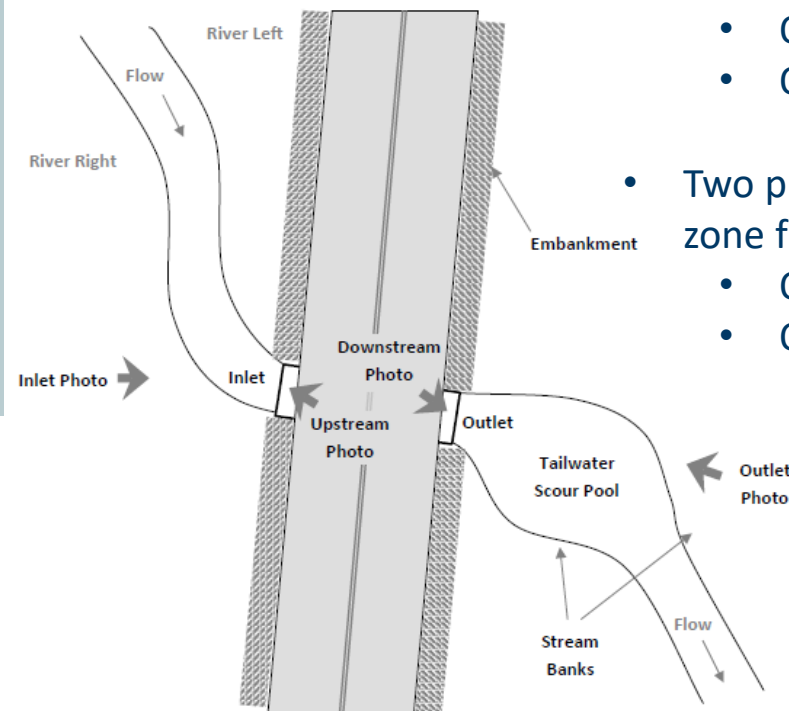 River Left
Flow
River Right
Embankment
Inlet Photo
Inlet
Downstream
Photo
Upstream
Photo
Outlet
Tailwater
Scour Pool
Outlet
Photo
Stream
Banks
Flow
•
•
• Two p
zone f
•
•